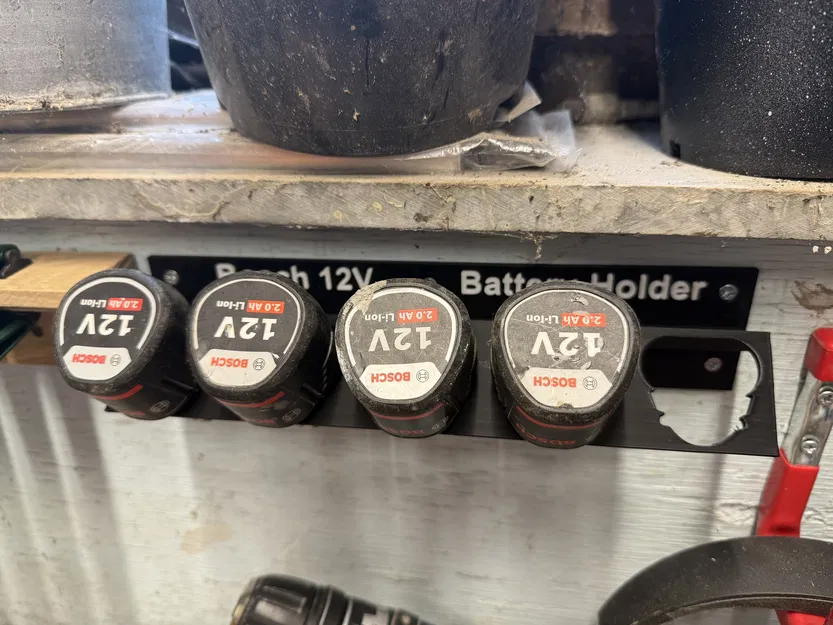 12V
Battery Holder
2.0 Ah Li-Ion
12V
BOSCH
2.0 Ah Li-Ion
12V
BOSCH
2.0 Ah Li-Ion
12V
BOSCH
2.0 Ah Li-Ion
12V
BOSCH